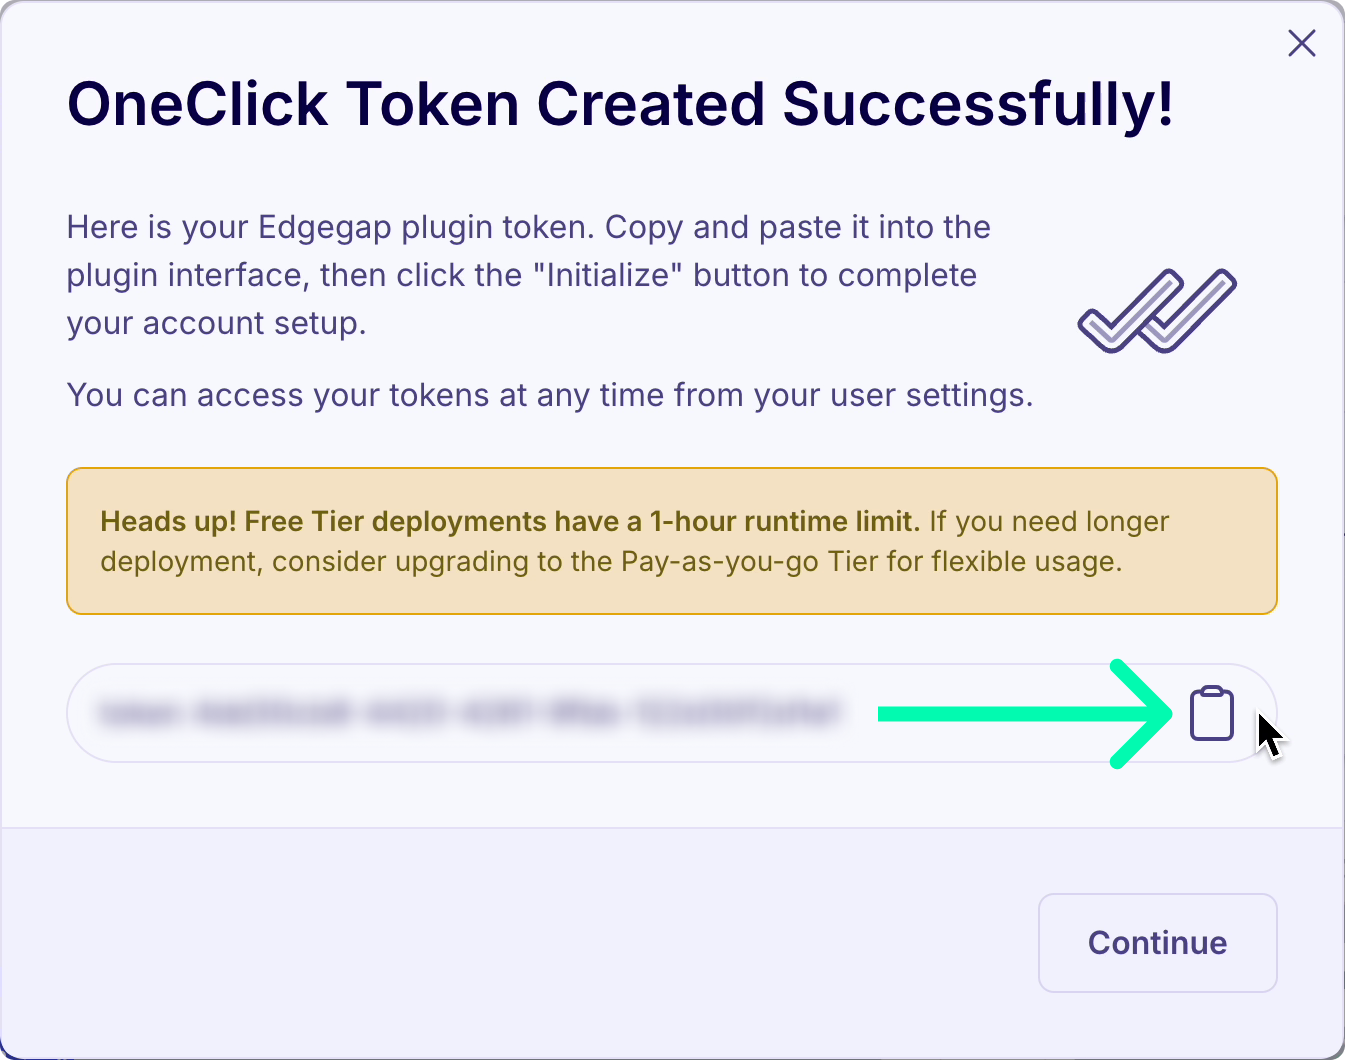 OneClick Token Created Successfully!
Here is your Edgegap plugin token. Copy and paste it into the
plugin interface, then click the "Initialize" button to complete
your account setup.
You can access your tokens at any time from your user settings.
Heads up! Free Tier deployments have a 1-hour runtime limit. If you need longer
deployment, consider upgrading to the Pay-as-you-go Tier for flexible usage.
Continue